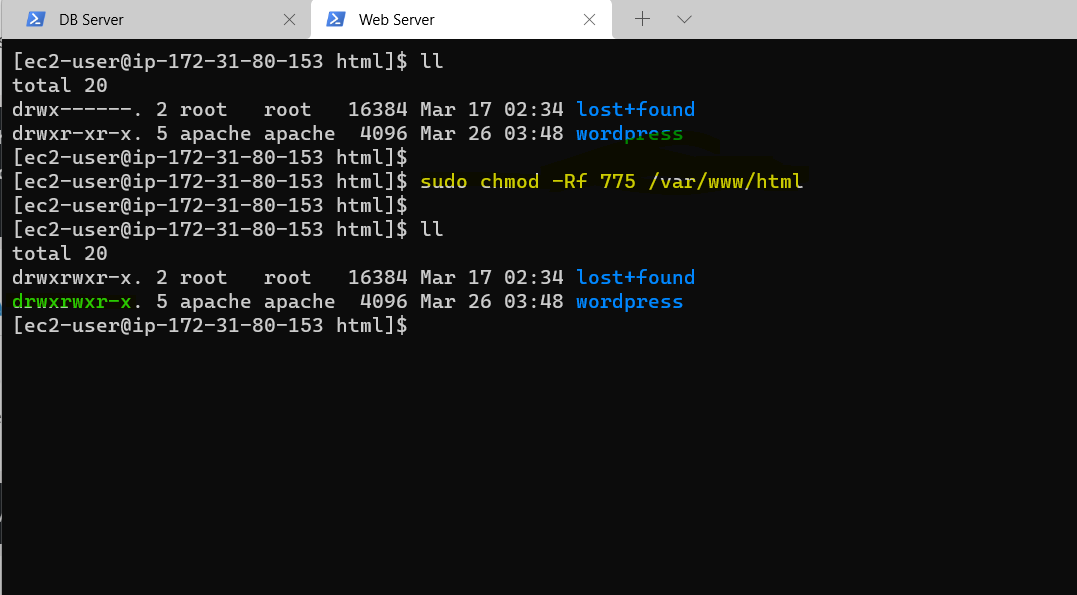 DB Server
Web Server
[ec2-user@ip-172-31-80-153 html]$ ll
total 20
drwx------. 2 root   root   16384 Mar 17 02:34 lost+found
drwxr-xr-x. 5 apache apache  4096 Mar 26 03:48 wordpress
[ec2-user@ip-172-31-80-153 html]$
[ec2-user@ip-172-31-80-153 html]$ sudo chmod -Rf 775 /var/www/html
[ec2-user@ip-172-31-80-153 html]$
[ec2-user@ip-172-31-80-153 html]$ ll
total 20
drwxrwxr-x. 2 root   root   16384 Mar 17 02:34 lost+found
drwxrwxr-x. 5 apache apache  4096 Mar 26 03:48 wordpress
[ec2-user@ip-172-31-80-153 html]$